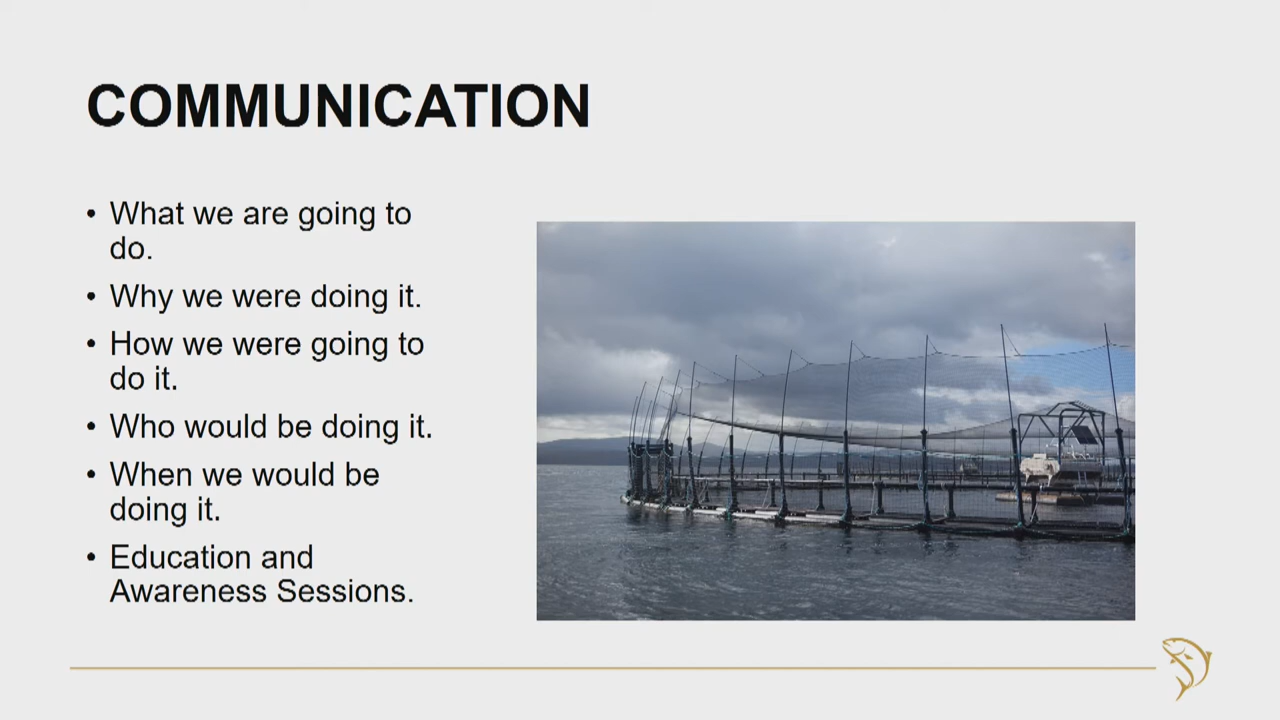 COMMUNICATION
• What we are going to
do.
• Why we were doing it.
• How we were going to
do it.
• Who would be doing it.
• When we would be
doing it.
• Education and
Awareness Sessions.